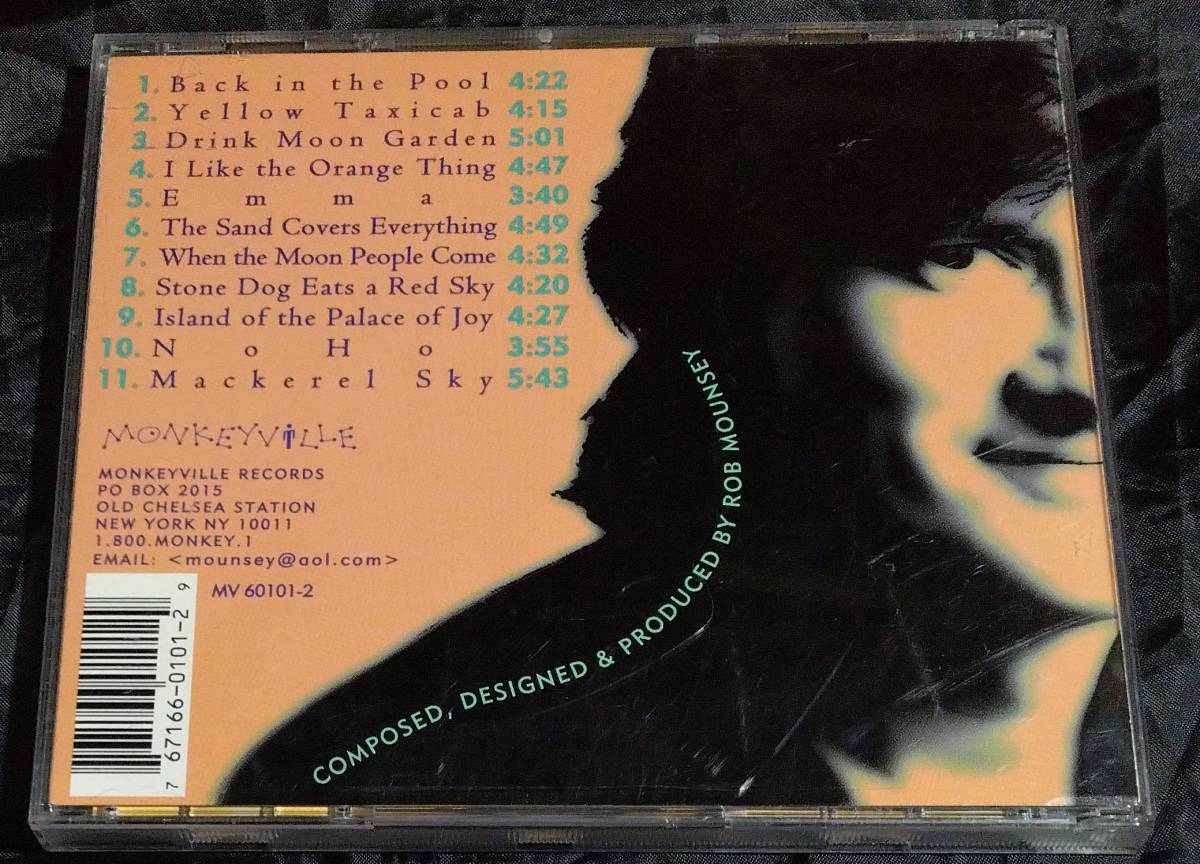 1. Back in the Pool 4:22
2. Yellow Taxicab 4:15
3. Drink Moon Garden 5:01
4. I Like the Orange Thing 4:47
5. Emma 3:40
6. The Sand Covers Everything 4:49
7. When the Moon People Come 4:32
8. Stone Dog Eats a Red Sky 4:20
9. Island of the Palace of Joy 4:27
10. NoHo 3:55
11. Mackerel Sky 5:43
MONKEYViLLE
MONKEYVILLE RECORDS
PO BOX 2015
OLD CHELSEA STATION
NEW YORK NY 10011
1.800.MONKEY.1
EMAIL: <mounsey@aol.com>
MV 60101-2
7 67166-0101-2 9
COMPOSED, DESIGNED & PRODUCED BY ROB MOUNSEY